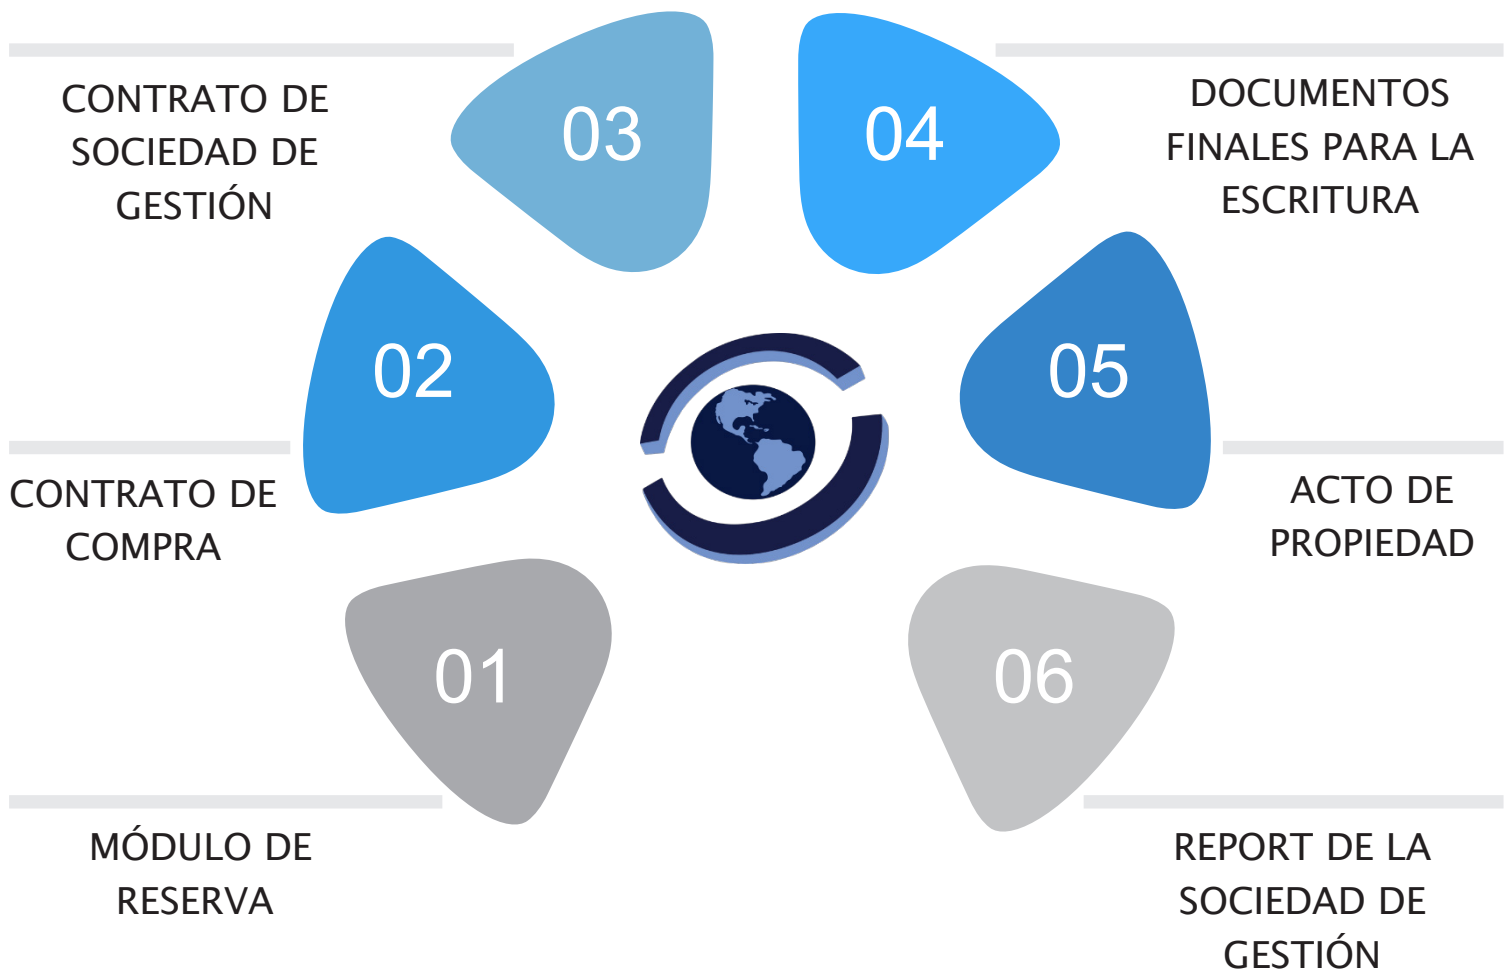 01
MÓDULO DE
RESERVA
02
CONTRATO DE
COMPRA
03
CONTRATO DE
SOCIEDAD DE
GESTIÓN
04
DOCUMENTOS
FINALES PARA LA
ESCRITURA
05
ACTO DE
PROPIEDAD
06
REPORT DE LA
SOCIEDAD DE
GESTIÓN